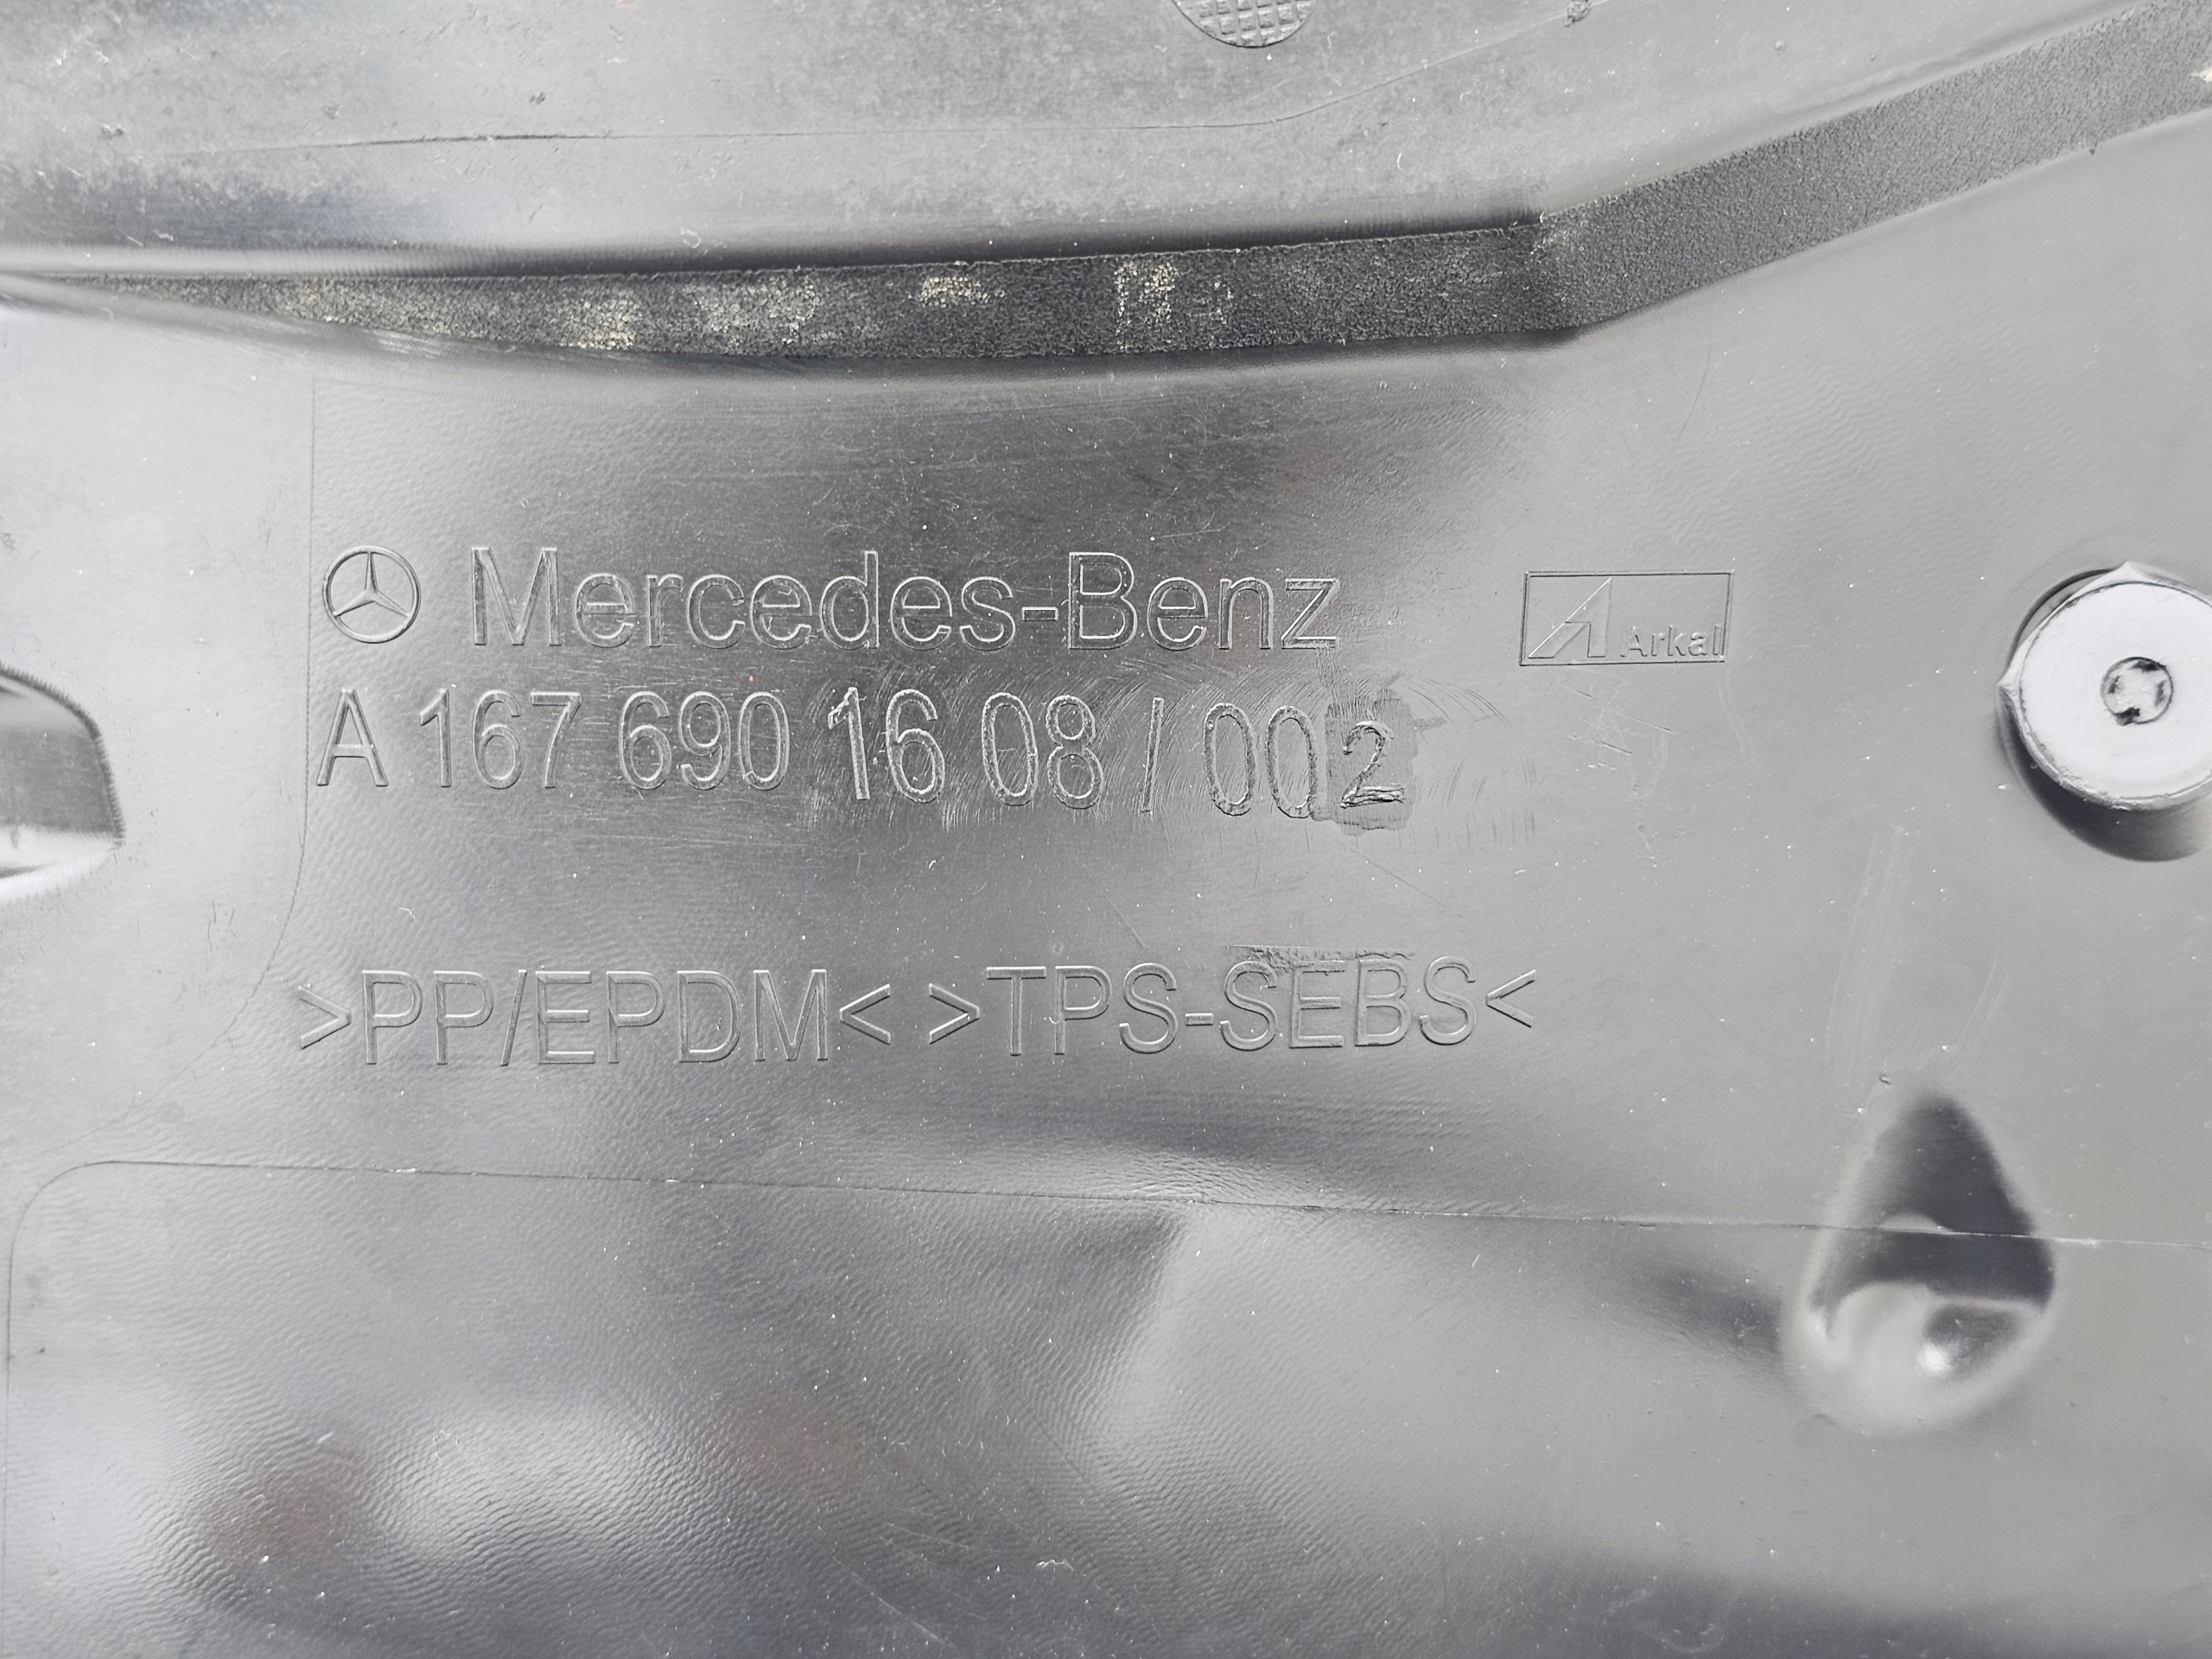 Mercedes-Benz
Arkal
A 167 690 16 08 / 002
>PP/EPDM< >TPS-SEBS<